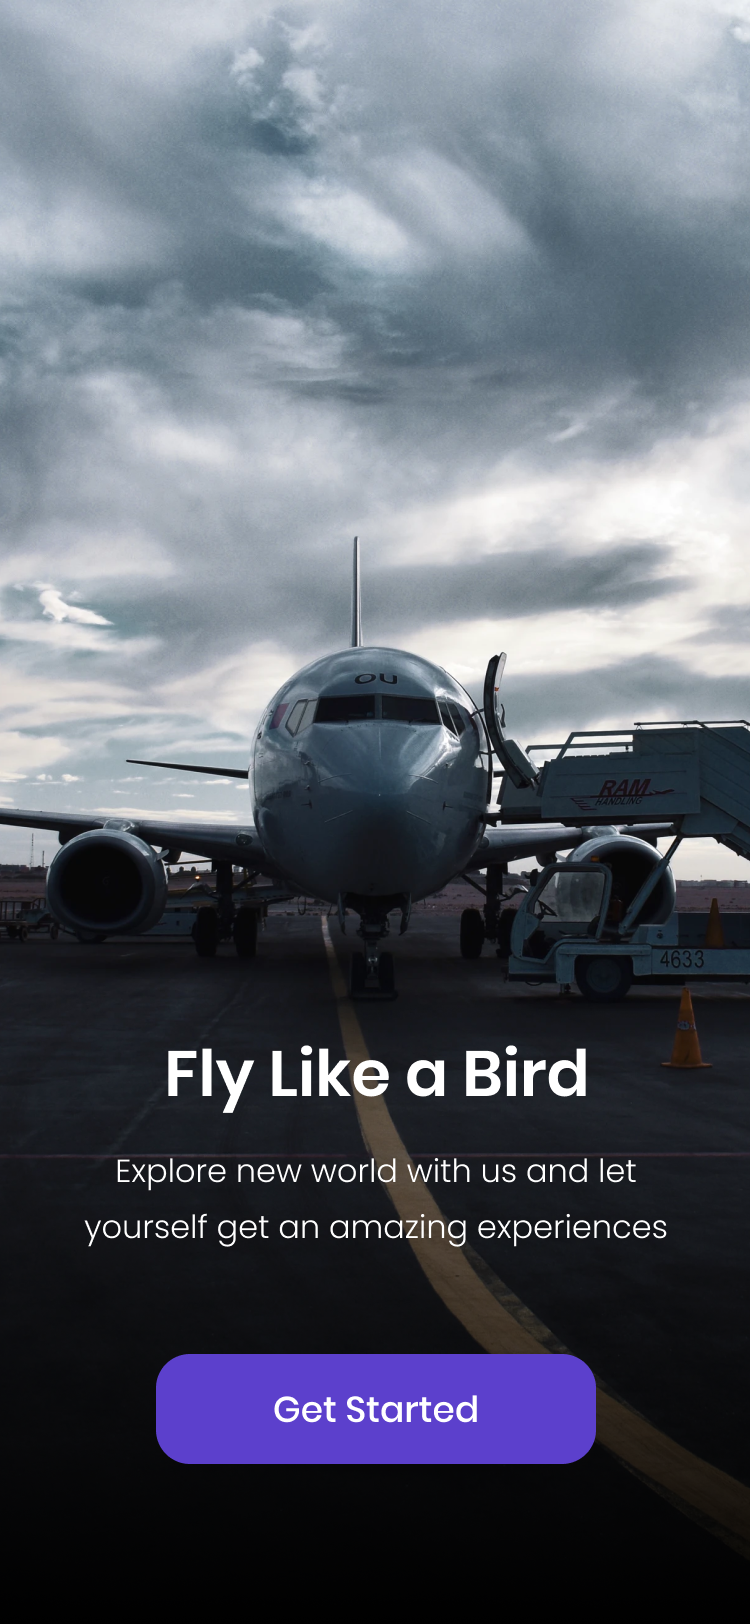 OU
RAM
HANDLING
4633
Fly Like a Bird
Explore new world with us and let
yourself get an amazing experiences
Get Started